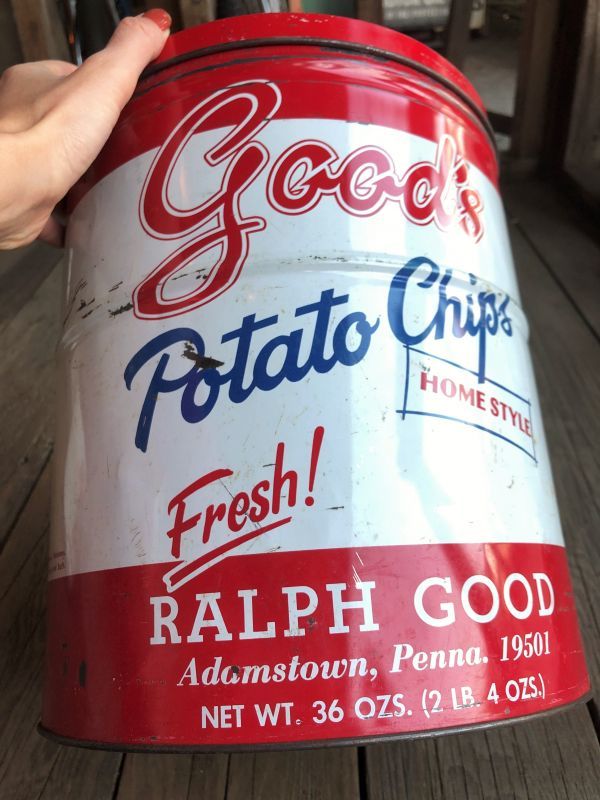 Good's
Potato Chips
HOME STYLE
Fresh!
RALPH GOOD
Adamstown, Penna. 19501
NET WT. 36 OZS. (2 LB. 4 OZS.)